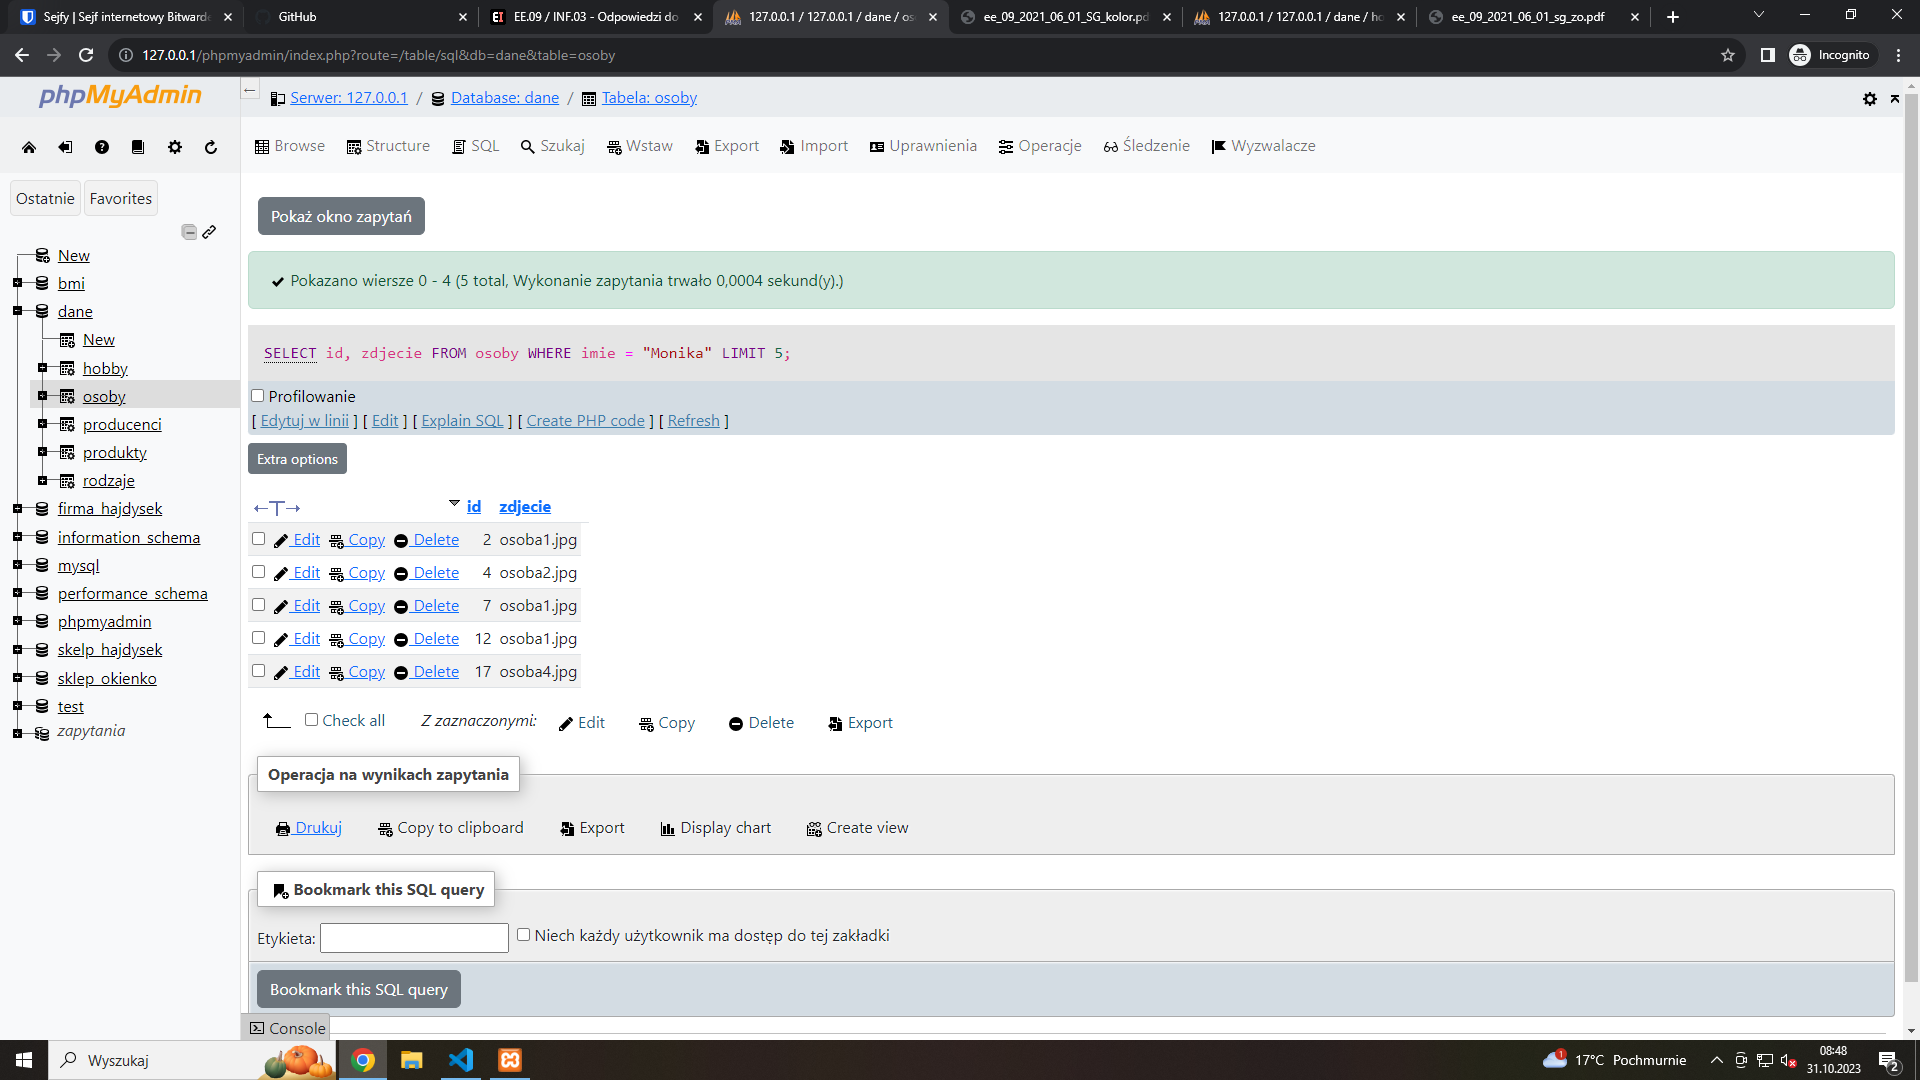 Sejfy | Sejf internetowy Bitwarde
GitHub
EE.09 / INF.03 - Odpowiedzi do
127.0.0.1 / 127.0.0.1 / dane / os
ee_09_2021_06_01_SG_kolor.pd
127.0.0.1 / 127.0.0.1 / dane / ho
ee_09_2021_06_01_sg_zo.pdf
127.0.0.1/phpmyadmin/index.php?route=/table/sql&db=dane&table=osoby
Incognito
phpMyAdmin
Ostatnie
Favorites
New
bmi
dane
New
hobby
osoby
producenci
produkty
rodzaje
firma_hajdysek
information_schema
mysql
performance_schema
phpmyadmin
skelp_hajdysek
sklep_okienko
test
zapytania
Serwer: 127.0.0.1 / Database: dane / Tabela: osoby
Browse Structure SQL Szukaj Wstaw Export Import Uprawnienia Operacje Śledzenie Wyzwalacze
Pokaż okno zapytań
Pokazano wiersze 0 - 4 (5 total, Wykonanie zapytania trwało 0,0004 sekund(y).)
SELECT id, zdjecie FROM osoby WHERE imie = "Monika" LIMIT 5;
Profilowanie
[ Edytuj w linii ] [ Edit ] [ Explain SQL ] [ Create PHP code ] [ Refresh ]
Extra options
←T→ id zdjecie
Edit Copy Delete 2 osoba1.jpg
Edit Copy Delete 4 osoba2.jpg
Edit Copy Delete 7 osoba1.jpg
Edit Copy Delete 12 osoba1.jpg
Edit Copy Delete 17 osoba4.jpg
Check all Z zaznaczonymi: Edit Copy Delete Export
Operacja na wynikach zapytania
Drukuj Copy to clipboard Export Display chart Create view
Bookmark this SQL query
Etykieta: Niech każdy użytkownik ma dostęp do tej zakładki
Bookmark this SQL query
Console
Wyszukaj
1
17°C Pochmurnie
08:48
31.10.2023
2